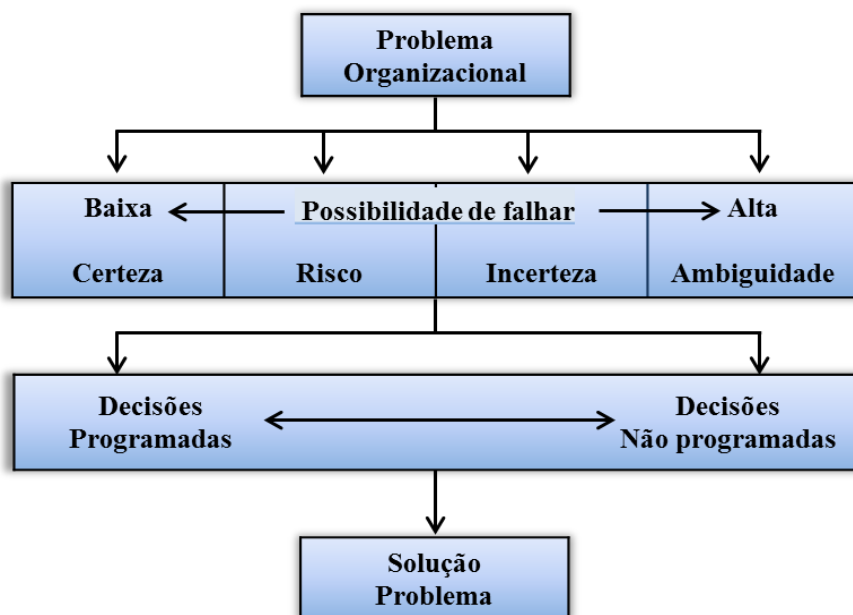 Problema
Organizacional
Baixa
Possibilidade de falhar
Alta
Certeza
Risco
Incerteza
Ambiguidade
Decisões
Programadas
Decisões
Não programadas
Solução
Problema